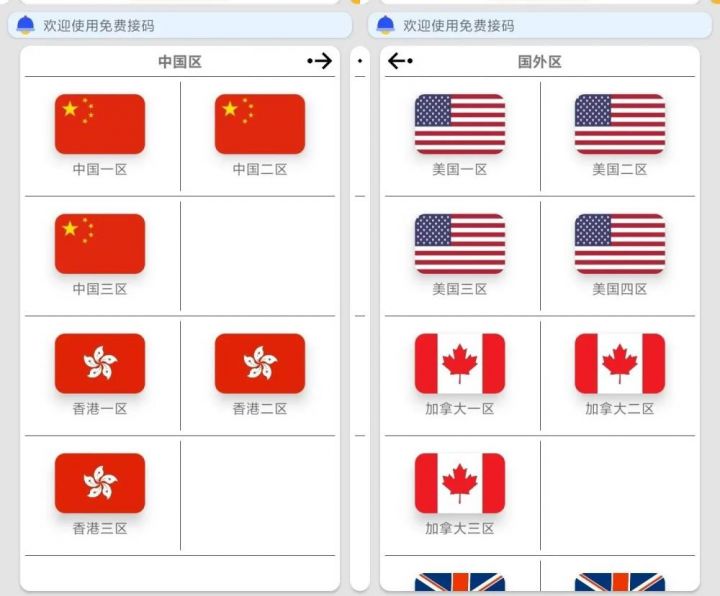 欢迎使用免费接码
中国区
中国一区
中国二区
中国三区
香港一区
香港二区
香港三区
欢迎使用免费接码
国外区
美国一区
美国二区
美国三区
美国四区
加拿大一区
加拿大二区
加拿大三区